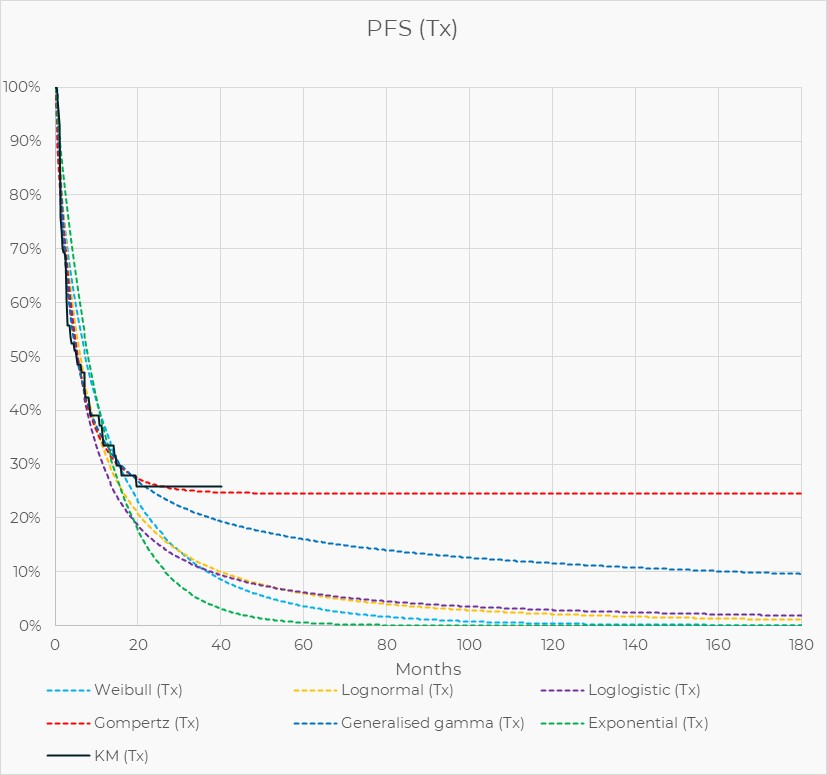 PFS (Tx)
100%
90%
80%
70%
60%
50%
40%
30%
20%
10%
0%
0 20 40 60 80 100 120 140 160 180
Months
Weibull (Tx) Lognormal (Tx) Loglogistic (Tx)
Gompertz (Tx) Generalised gamma (Tx) Exponential (Tx)
KM (Tx)